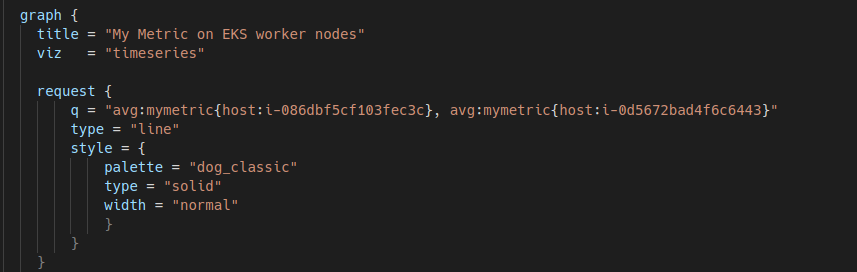 graph {
title = "My Metric on EKS worker nodes"
viz = "timeseries"
request {
q = "avg:mymetric{host:i-086dbf5cf103fec3c}, avg:mymetric{host:i-0d5672bad4f6c6443}"
type = "line"
style = {
palette = "dog_classic"
type = "solid"
width = "normal"
}
}
}